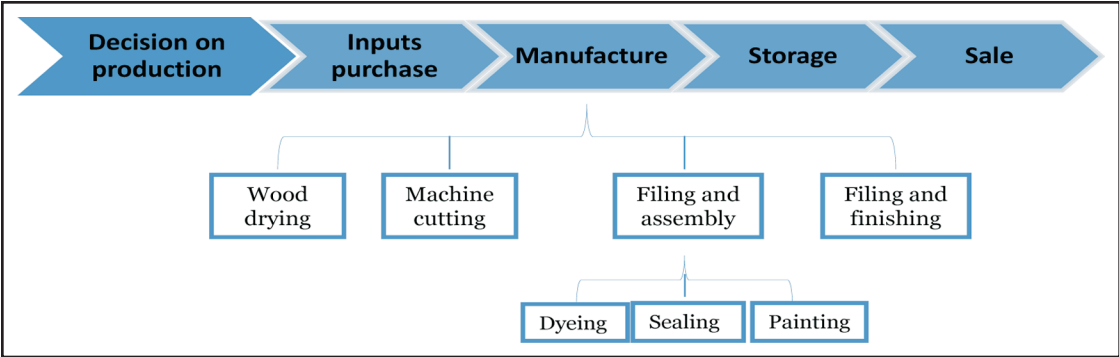 Decision on
production
Inputs
purchase
Manufacture
Storage
Sale
Wood
drying
Machine
cutting
Filing and
assembly
Filing and
finishing
Dyeing
Sealing
Painting